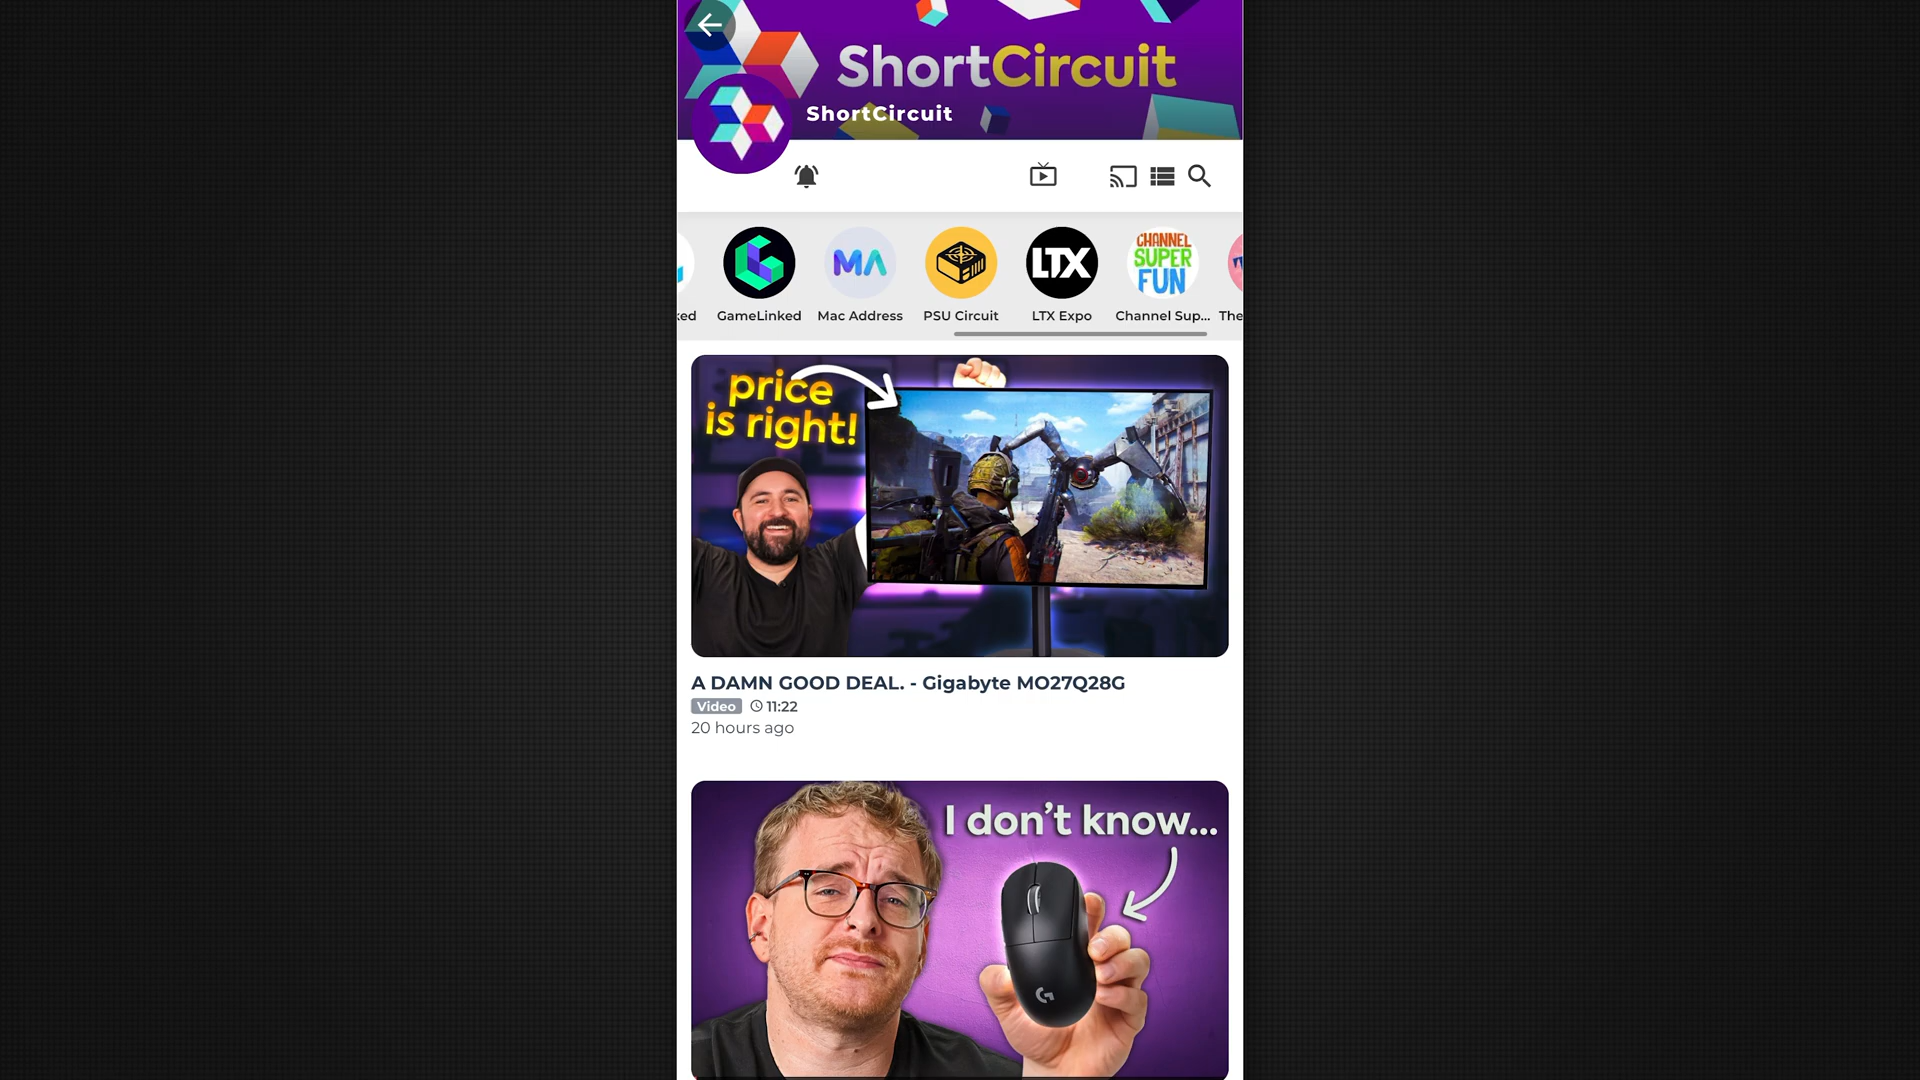 ShortCircuit
ShortCircuit
GameLinked
Mac Address
PSU Circuit
LTX
LTX Expo
CHANNEL
SUPER
FUN
Channel Sup...
The
MA
price
is right!
A DAMN GOOD DEAL. - Gigabyte MO27Q28G
Video 11:22
20 hours ago
I don't know...
G